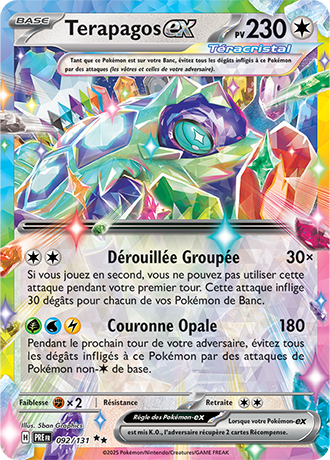 BASE Terapagos ex PV 230
Téracristal
Tant que ce Pokémon est sur votre Banc, évitez tous les dégâts infligés à ce Pokémon
par des attaques (les vôtres et celles de votre adversaire).
Dérouillée Groupée 30×
Si vous jouez en second, vous ne pouvez pas utiliser cette
attaque pendant votre premier tour. Cette attaque inflige
30 dégâts pour chacun de vos Pokémon de Banc.
Couronne Opale 180
Pendant le prochain tour de votre adversaire, évitez tous
les dégâts infligés à ce Pokémon par des attaques de
Pokémon non- de base.
Faiblesse ×2 Résistance Retraite
Illus. 5ban Graphics
Règle des Pokémon-ex Lorsque votre Pokémon-ex
est mis K.O., l'adversaire récupère 2 cartes Récompense.
H PRE FR 092/131
©2025 Pokémon/Nintendo/Creatures/GAME FREAK